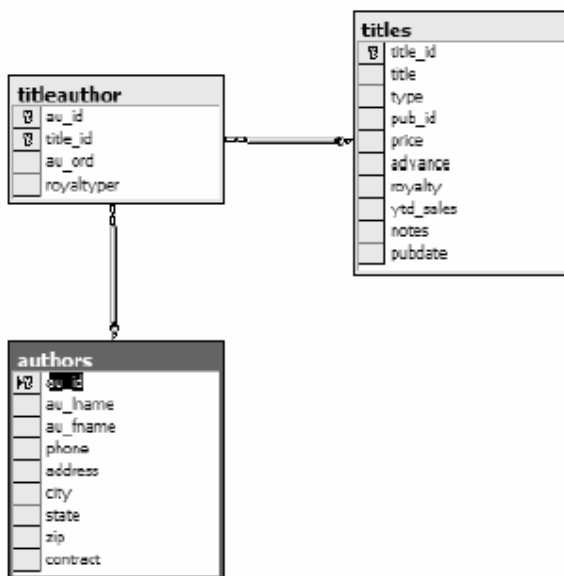 titleauthor
au_id
title_id
au_ord
royaltyper
titles
title_id
title
type
pub_id
price
advance
royalty
ytd_sales
notes
pubdate
authors
au_id
au_lname
au_fname
phone
address
city
state
zip
contract